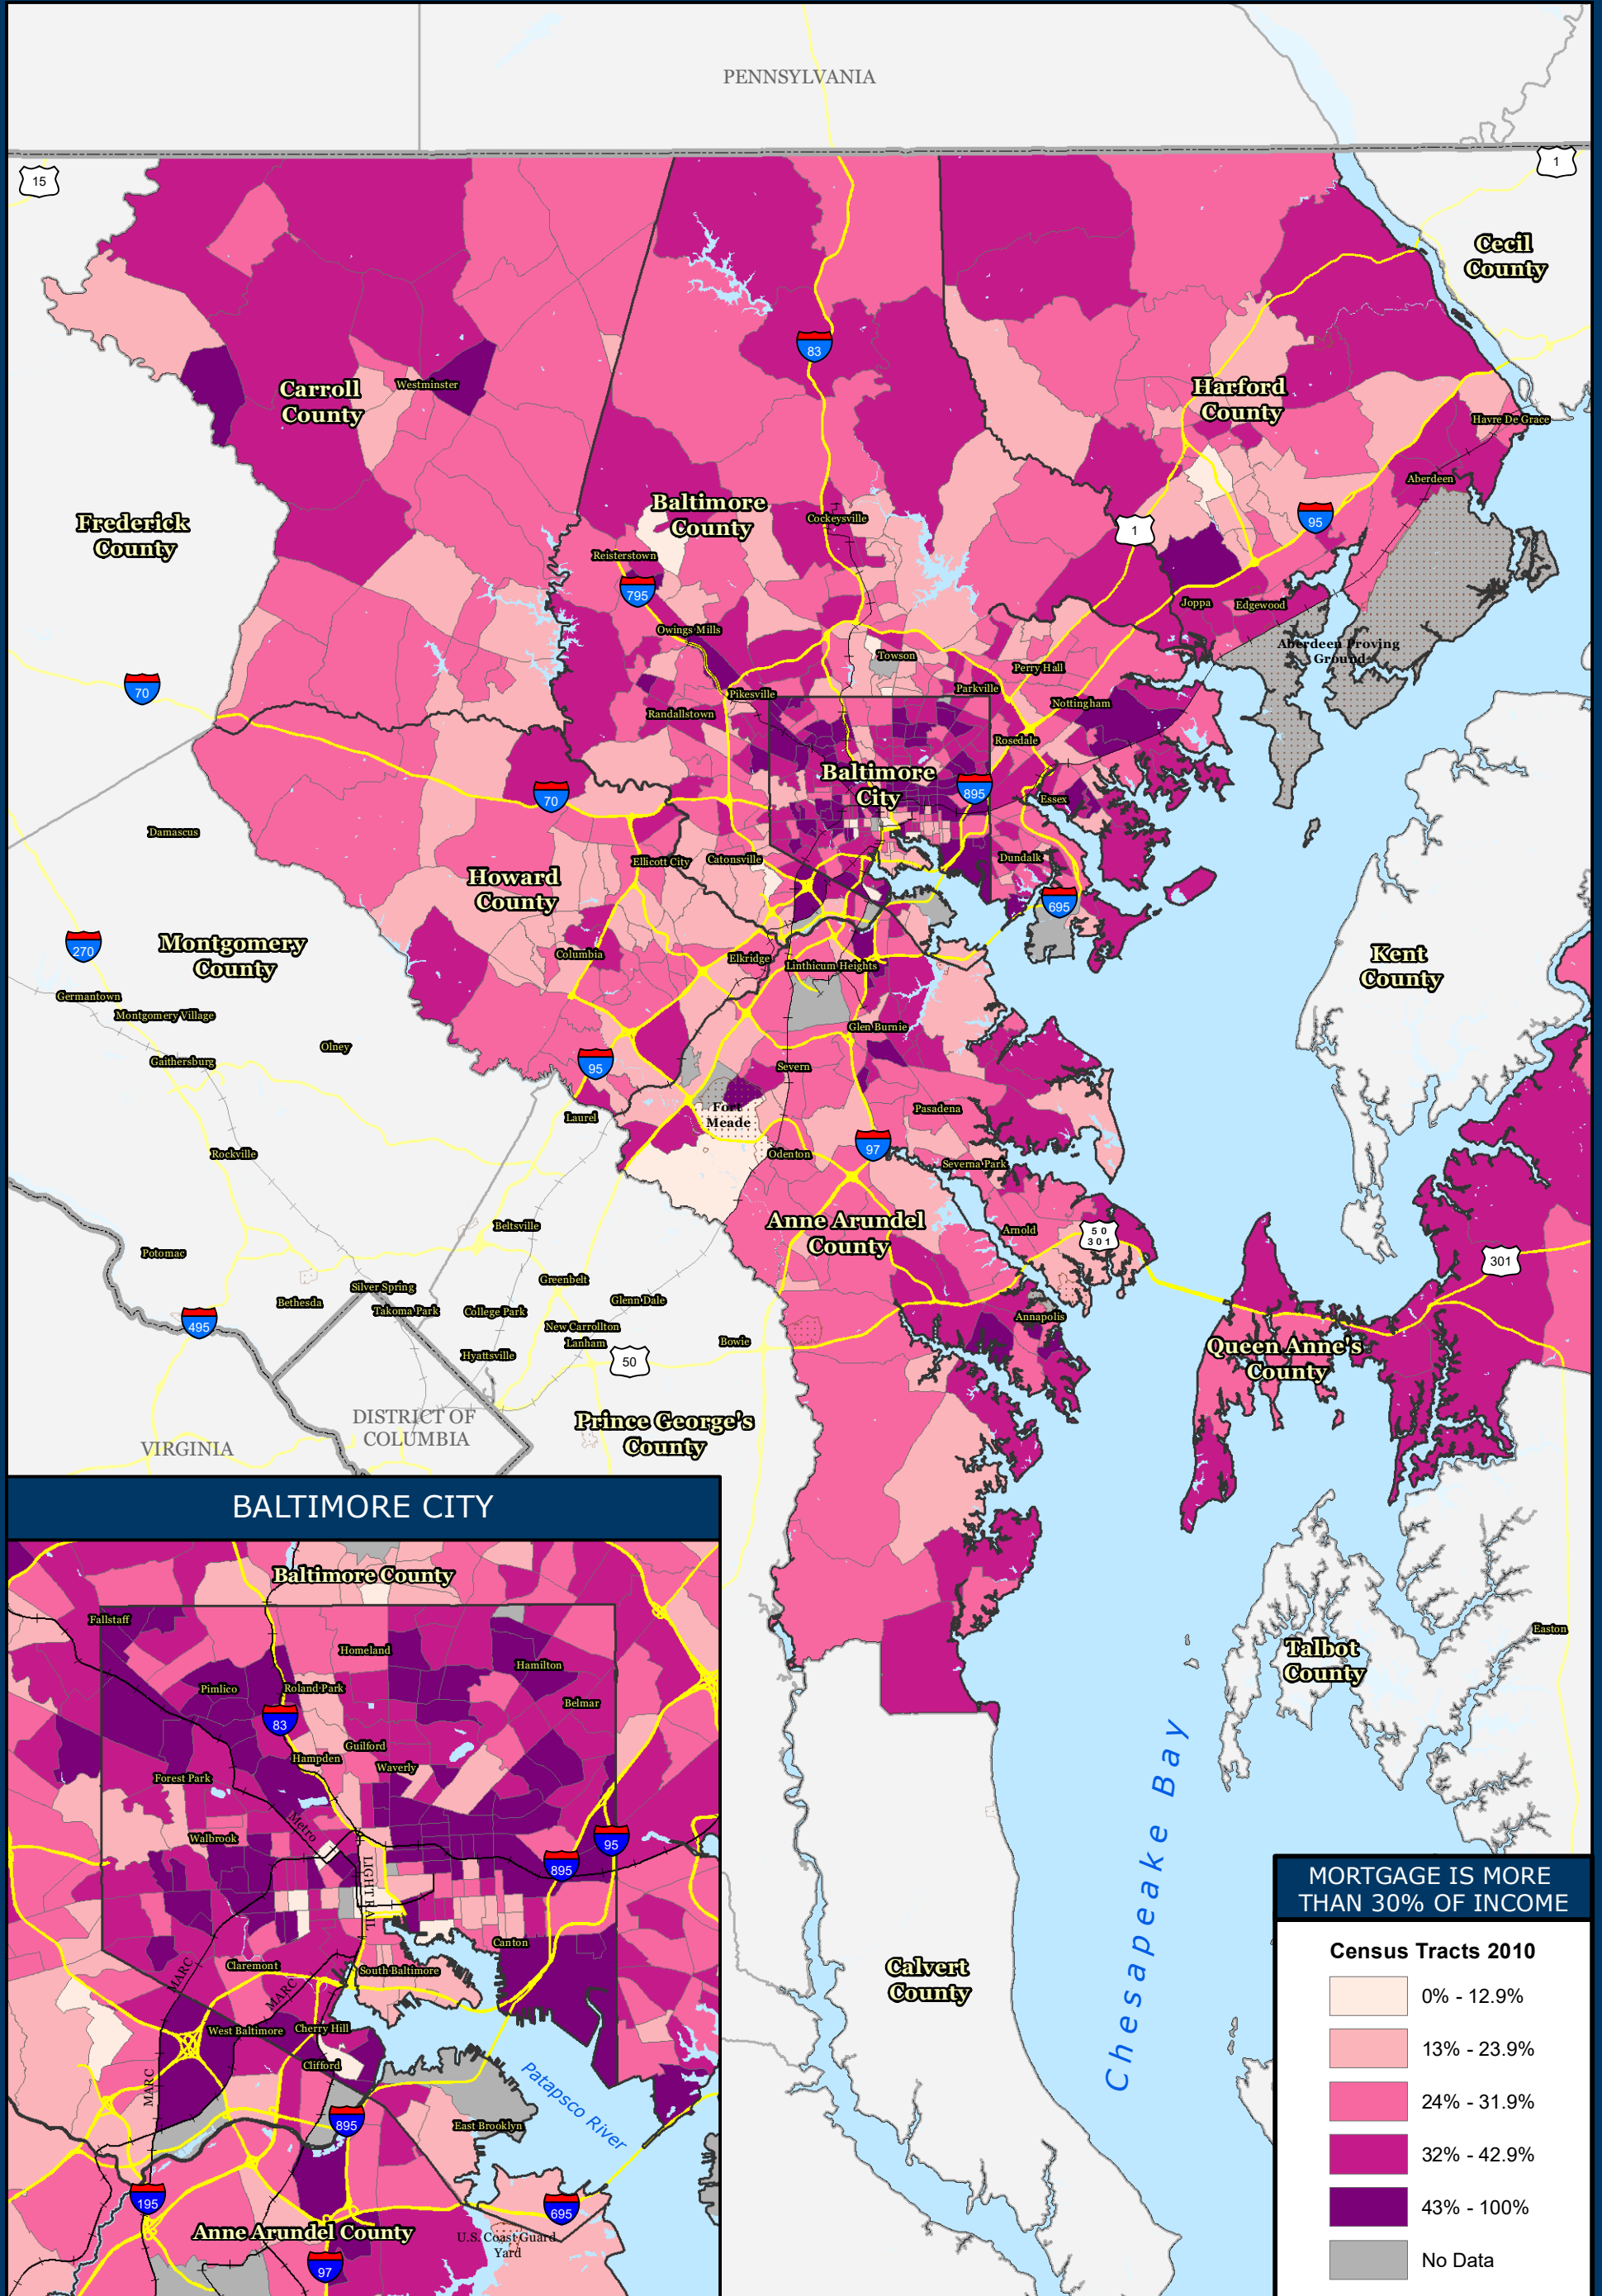 PENNSYLVANIA
15
1
Cecil
County
83
Carroll
County
Westminster
Harford
County
Havre De Grace
Aberdeen
Baltimore
County
Cockeysville
Frederick
County
1
95
Reisterstown
795
Joppa
Edgewood
Owings Mills
Aberdeen Proving
Ground
Towson
Perry Hall
70
Pikesville
Parkville
Nottingham
Randallstown
Rosedale
Baltimore
City
70
895
Essex
Damascus
Ellicott City
Catonsville
Dundalk
Howard
County
695
Montgomery
County
270
Columbia
Elkridge
Linthicum Heights
Kent
County
Germantown
Montgomery Village
Glen Burnie
Olney
Gaithersburg
95
Severn
Laurel
Fort
Meade
Pasadena
Rockville
97
Odenton
Severna Park
Anne Arundel
County
Beltsville
Arnold
50
301
301
Potomac
Silver Spring
Greenbelt
Bethesda
Takoma Park
College Park
Glenn Dale
Annapolis
495
New Carrollton
Lanham
Bowie
Hyattsville
50
Queen Anne's
County
DISTRICT OF
COLUMBIA
VIRGINIA
Prince George's
County
Talbot
County
Easton
Chesapeake Bay
Calvert
County
BALTIMORE CITY
Baltimore County
Fallstaff
Homeland
Hamilton
Pimlico
Roland Park
Belmar
83
Guilford
Hampden
Waverly
Forest Park
Metro
Walbrook
95
895
LIGHT RAIL
Canton
Claremont
South Baltimore
MARC
MARC
West Baltimore
Cherry Hill
Clifford
MARC
Patapsco River
895
East Brooklyn
195
695
Anne Arundel County
U.S. Coast Guard
Yard
97
MORTGAGE IS MORE
THAN 30% OF INCOME
Census Tracts 2010
0% - 12.9%
13% - 23.9%
24% - 31.9%
32% - 42.9%
43% - 100%
No Data